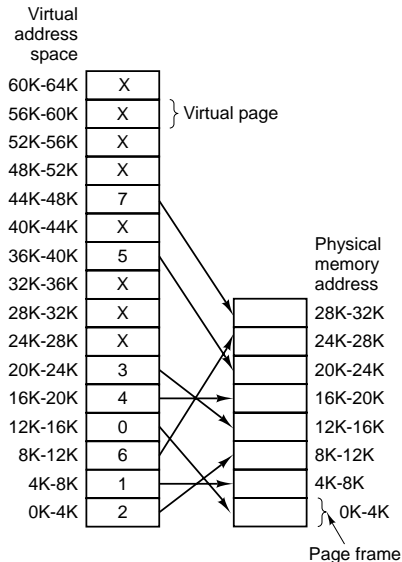 Virtual
address
space
60K-64K X
56K-60K X Virtual page
52K-56K X
48K-52K X
44K-48K 7
40K-44K X
36K-40K 5
32K-36K X
28K-32K X
24K-28K X
20K-24K 3
16K-20K 4
12K-16K 0
8K-12K 6
4K-8K 1
0K-4K 2
Physical
memory
address
28K-32K
24K-28K
20K-24K
16K-20K
12K-16K
8K-12K
4K-8K
0K-4K
Page frame